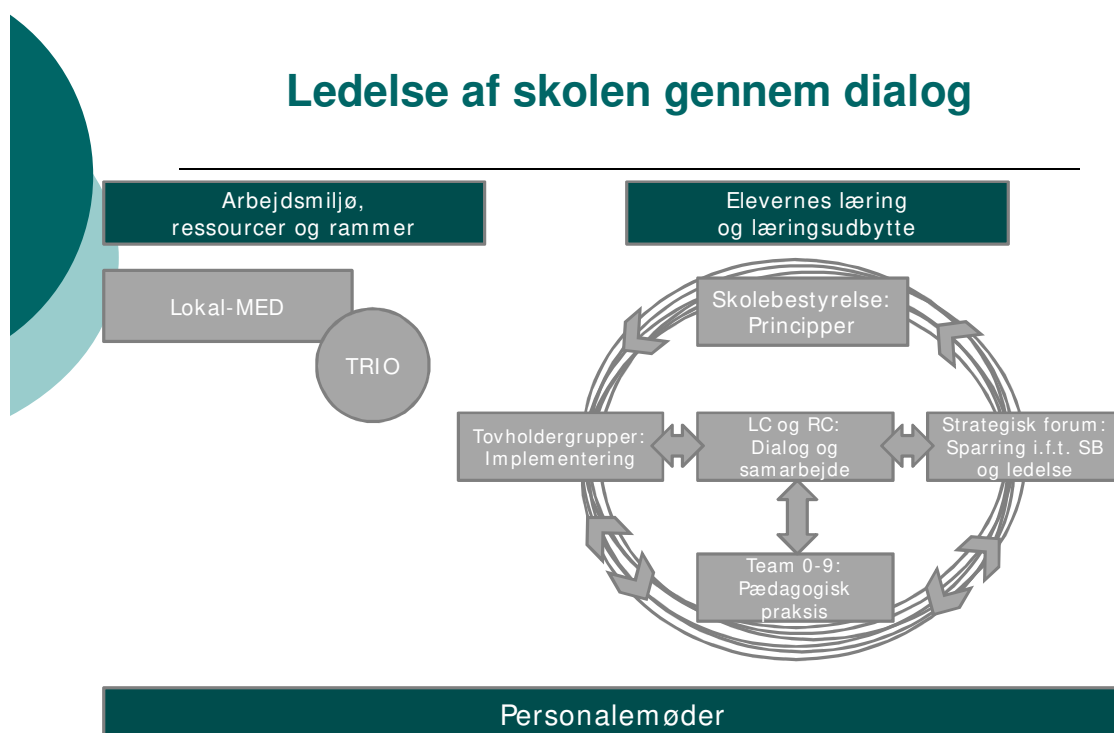 Ledelse af skolen gennem dialog
Arbejdsmiljø,
ressourcer og rammer
Elevernes læring
og læringsudbytte
Lokal-MED
TRIO
Skolebestyrelse:
Principper
Tovholdergrupper:
Implementering
LC og RC:
Dialog og
samarbejde
Strategisk forum:
Sparring i.f.t. SB
og ledelse
Team 0-9:
Pædagogisk
praksis
Personalemøder